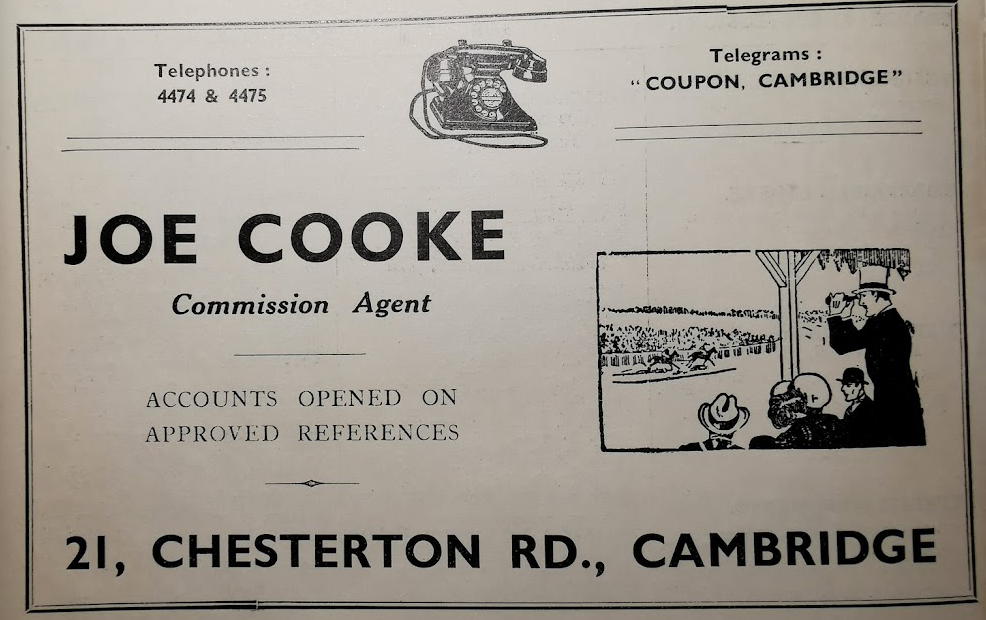 Telephones :
4474 & 4475
Telegrams :
"COUPON, CAMBRIDGE"
JOE COOKE
Commission Agent
ACCOUNTS OPENED ON
APPROVED REFERENCES
21, CHESTERTON RD., CAMBRIDGE